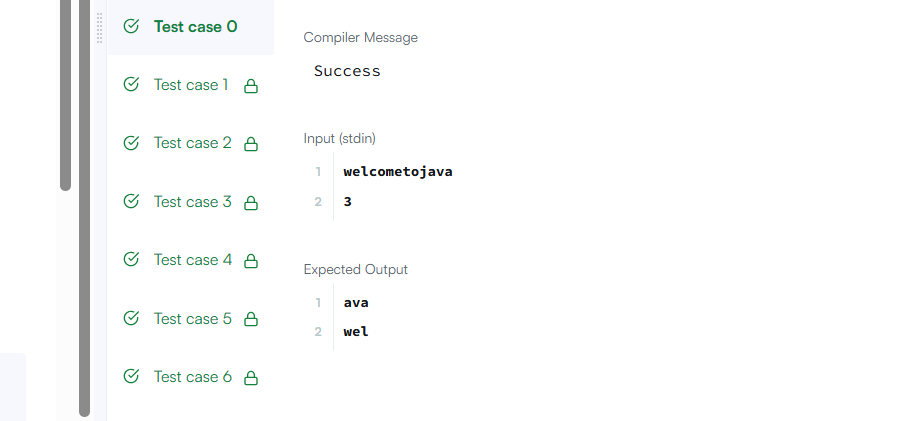 Test case 0
Test case 1
Test case 2
Test case 3
Test case 4
Test case 5
Test case 6
Compiler Message
Success
Input (stdin)
1 welcometojava
2 3
Expected Output
1 ava
2 wel